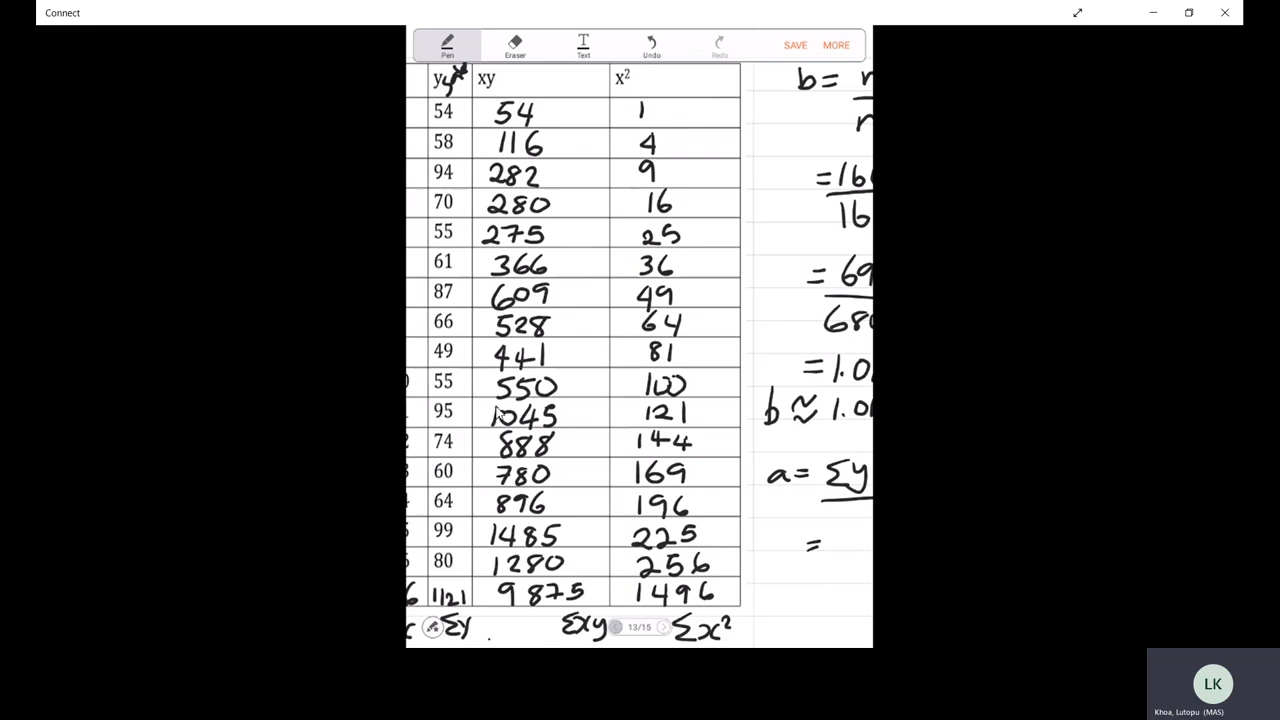 Connect
Pen Eraser Text Undo Redo SAVE MORE
y xy x²
54 54 1
58 116 4
94 282 9
70 280 16
55 275 25
61 366 36
87 609 49
66 528 64
49 441 81
55 550 100
95 1045 121
74 888 144
60 780 169
64 896 196
99 1485 225
80 1280 256
6 1121 9875 1496
Σy Σxy 13/15 Σx²
b =
= 16
16
= 69
680
= 1.0
b ≈ 1.0
a = Σy
=
LK
Khoa, Lutopu (MAS)